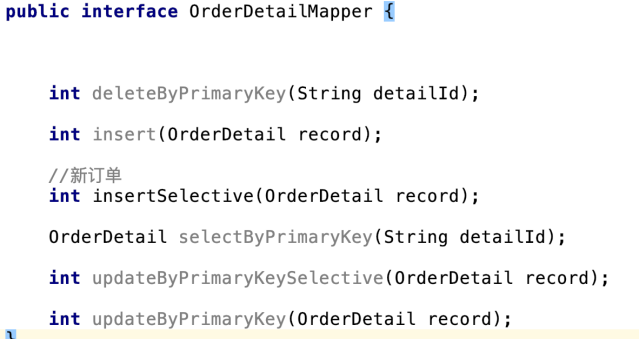 public interface OrderDetailMapper {
int deleteByPrimaryKey(String detailId);
int insert(OrderDetail record);
//新订单
int insertSelective(OrderDetail record);
OrderDetail selectByPrimaryKey(String detailId);
int updateByPrimaryKeySelective(OrderDetail record);
int updateByPrimaryKey(OrderDetail record);
}